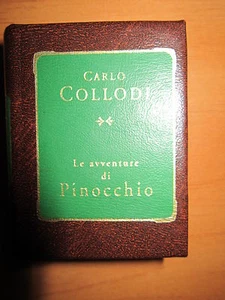 CARLO
COLLODI
Le avventure
di
Pinocchio